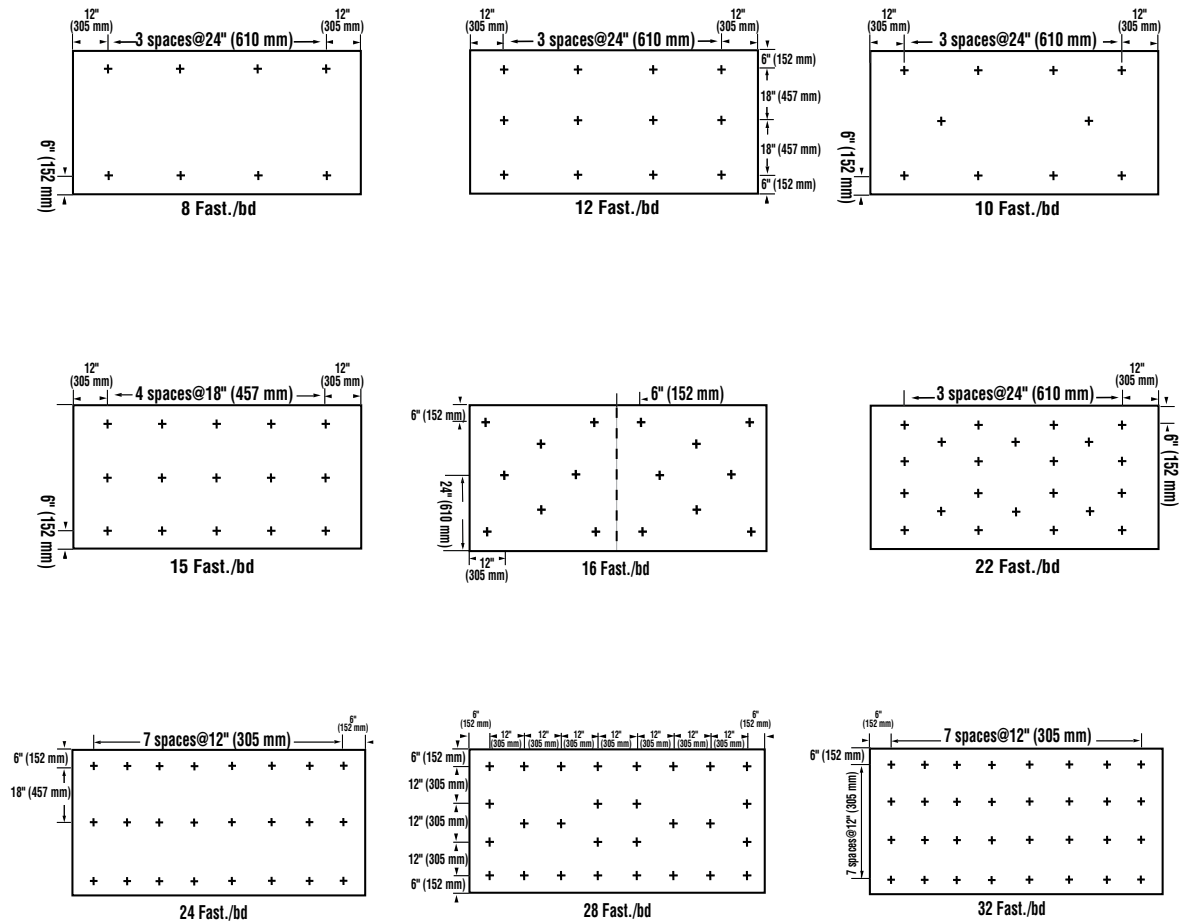 12"
(305 mm)
3 spaces@24" (610 mm)
12"
(305 mm)
6" (152 mm)
8 Fast./bd
12"
(305 mm)
3 spaces@24" (610 mm)
12"
(305 mm)
6" (152 mm)
18" (457 mm)
18" (457 mm)
6" (152 mm)
12 Fast./bd
12"
(305 mm)
3 spaces@24" (610 mm)
12"
(305 mm)
6" (152 mm)
10 Fast./bd
12"
(305 mm)
4 spaces@18" (457 mm)
12"
(305 mm)
6" (152 mm)
15 Fast./bd
6" (152 mm)
6" (152 mm)
24" (610 mm)
12"
(305 mm)
16 Fast./bd
3 spaces@24" (610 mm)
12"
(305 mm)
6" (152 mm)
22 Fast./bd
7 spaces@12" (305 mm)
6"
(152 mm)
6" (152 mm)
18" (457 mm)
24 Fast./bd
6"
(152 mm)
12" 12" 12" 12" 12" 12" 12"
(305 mm) (305 mm) (305 mm) (305 mm) (305 mm) (305 mm) (305 mm)
6"
(152 mm)
6" (152 mm)
12" (305 mm)
12" (305 mm)
12" (305 mm)
6" (152 mm)
28 Fast./bd
6"
(152 mm)
7 spaces@12" (305 mm)
6" (152 mm)
7 spaces@12" (305 mm)
32 Fast./bd